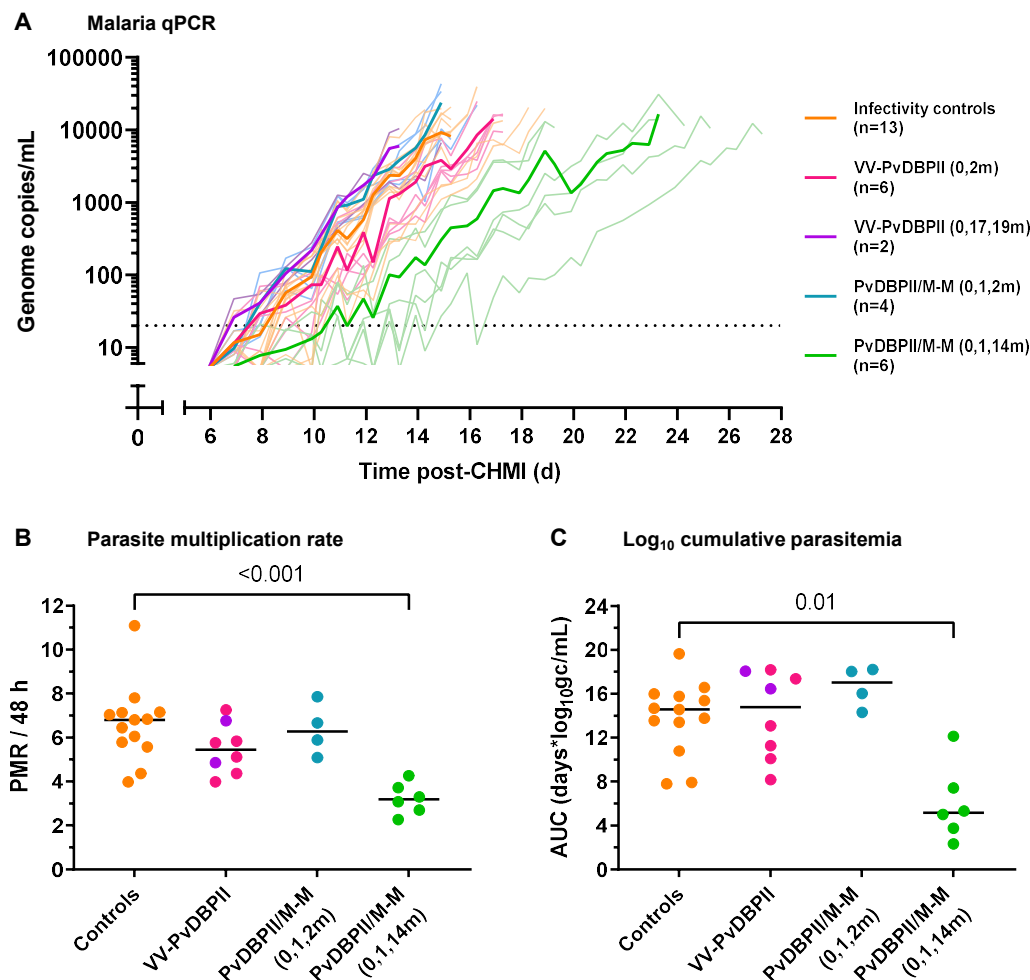 A Malaria qPCR
Genome copies/mL
100000
10000
1000
100
10
0
6 8 10 12 14 16 18 20 22 24 26 28
Time post-CHMI (d)
Infectivity controls
(n=13)
VV-PvDBPII (0,2m)
(n=6)
VV-PvDBPII (0,17,19m)
(n=2)
PvDBPII/M-M (0,1,2m)
(n=4)
PvDBPII/M-M (0,1,14m)
(n=6)
B Parasite multiplication rate
<0.001
PMR / 48 h
12
10
8
6
4
2
0
Controls
VV-PvDBPII
PvDBPII/M-M
(0,1,2m)
PvDBPII/M-M
(0,1,14m)
C Log10 cumulative parasitemia
0.01
AUC (days*log10gc/mL)
24
20
16
12
8
4
0
Controls
VV-PvDBPII
PvDBPII/M-M
(0,1,2m)
PvDBPII/M-M
(0,1,14m)